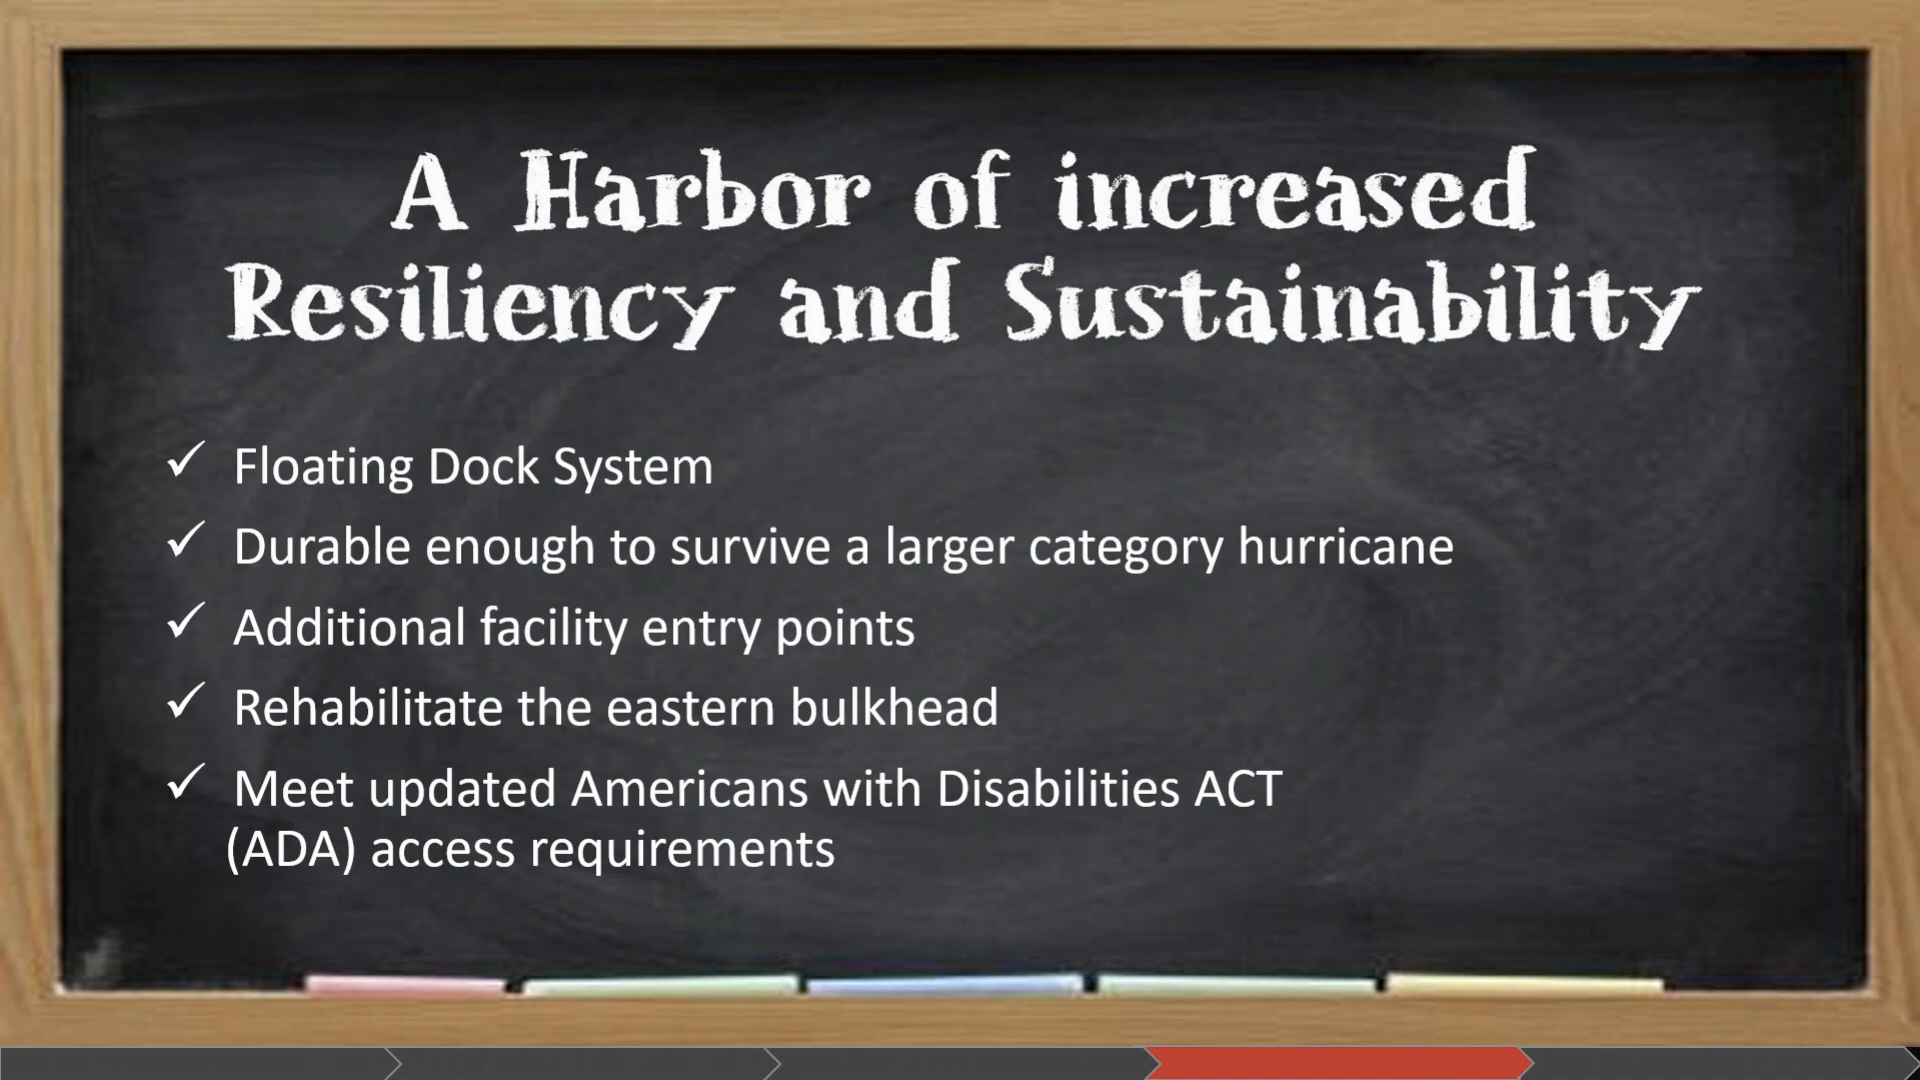 A Harbor of increased
Resiliency and Sustainability
✓ Floating Dock System
✓ Durable enough to survive a larger category hurricane
✓ Additional facility entry points
✓ Rehabilitate the eastern bulkhead
✓ Meet updated Americans with Disabilities ACT
(ADA) access requirements